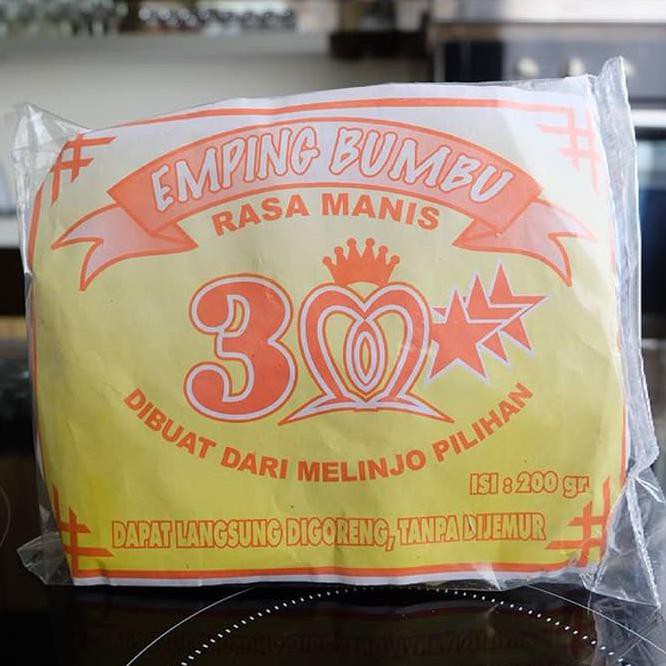 EMPING BUMBU
RASA MANIS
3M
DIBUAT DARI MELINJO PILIHAN
ISI : 200 gr
DAPAT LANGSUNG DIGORENG, TANPA DIJEMUR